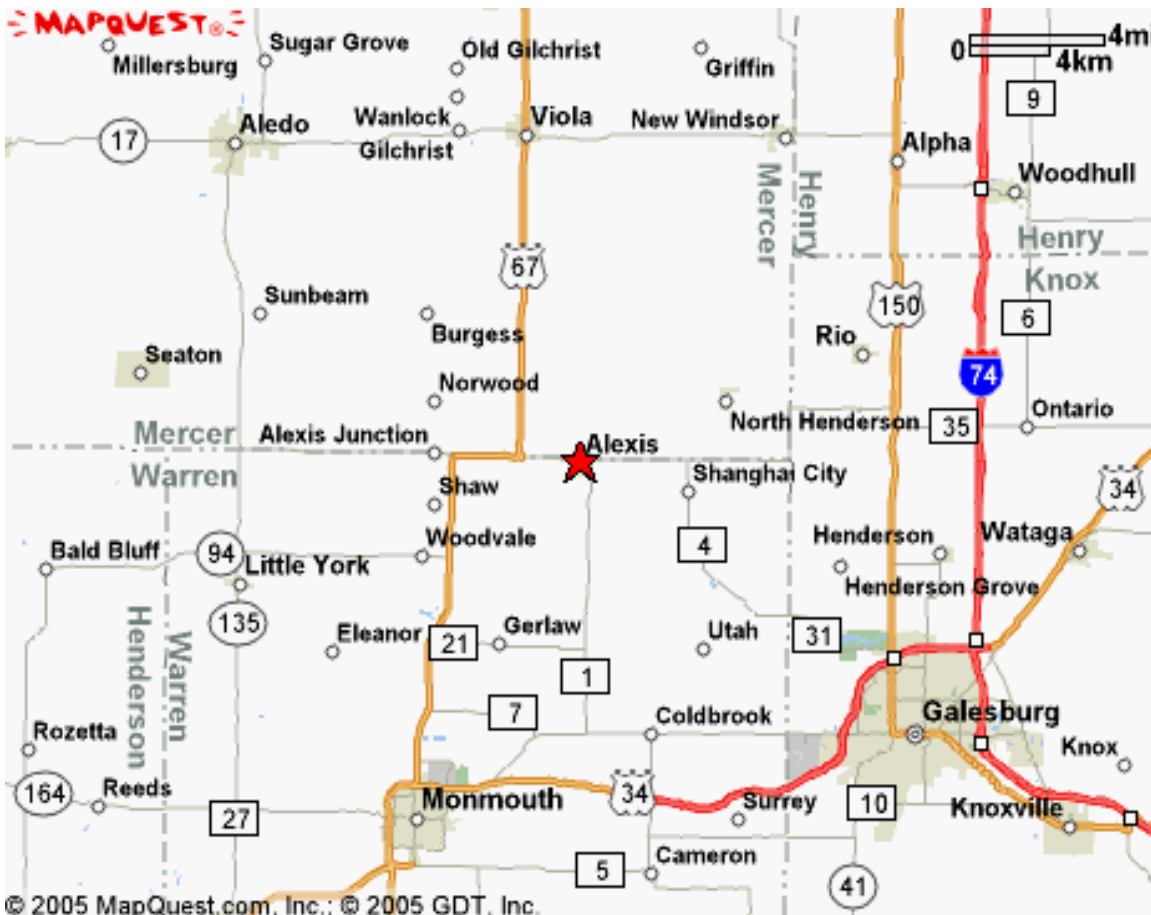 MAPQUEST®
Millersburg
Sugar Grove
Old Gilchrist
Griffin
0
4mi
4km
9
17
Aledo
Wanlock
Gilchrist
Viola
New Windsor
Alpha
Woodhull
Mercer
Henry
Henry
Knox
67
Sunbeam
Burgess
150
6
Rio
Seaton
Norwood
74
North Henderson
35
Ontario
Mercer
Warren
Alexis Junction
Alexis
Shaw
Shanghai City
34
Bald Bluff
94
Little York
Woodvale
4
Henderson
Wataga
Henderson Grove
Henderson
Warren
135
Eleanor
21
Gerlaw
Utah
31
1
7
Coldbrook
Galesburg
Rozetta
Knox
164
Reeds
27
Monmouth
34
Surrey
10
Knoxville
5
Cameron
41
© 2005 MapQuest.com, Inc.; © 2005 GDT, Inc.